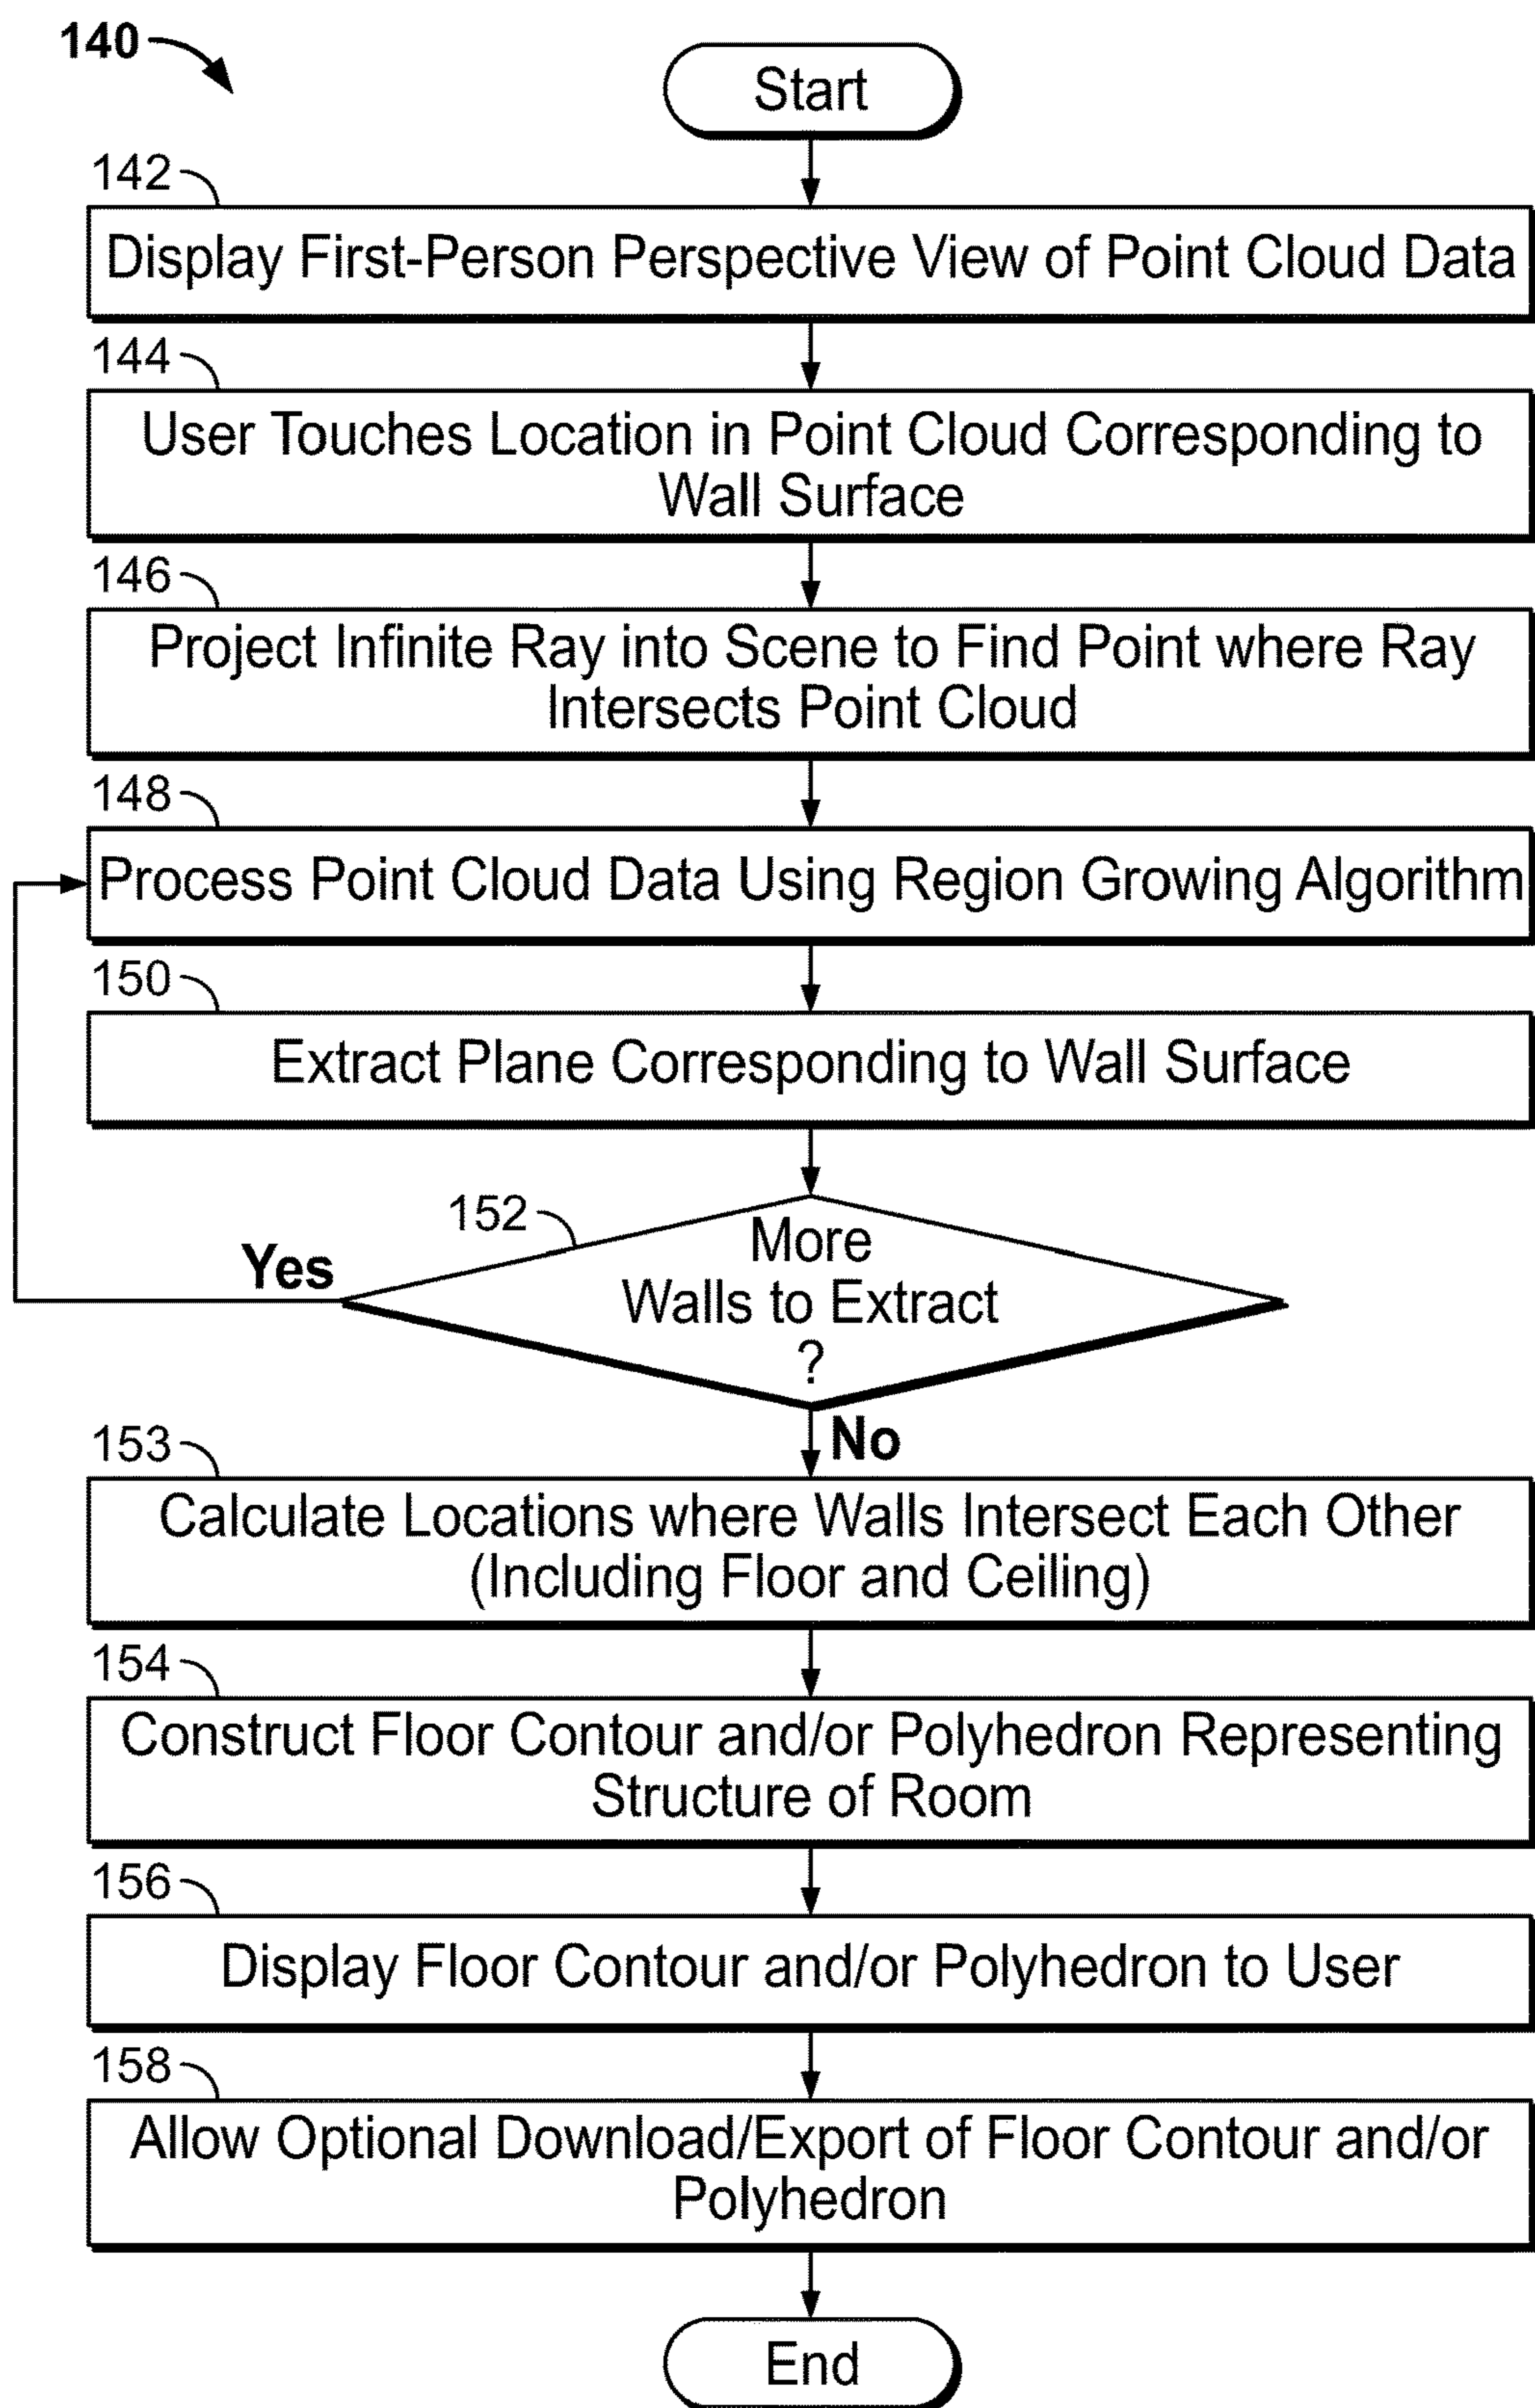 140
Start
142
Display First-Person Perspective View of Point Cloud Data
144
User Touches Location in Point Cloud Corresponding to
Wall Surface
146
Project Infinite Ray into Scene to Find Point where Ray
Intersects Point Cloud
148
Process Point Cloud Data Using Region Growing Algorithm
150
Extract Plane Corresponding to Wall Surface
152
More
Walls to Extract
?
Yes
No
153
Calculate Locations where Walls Intersect Each Other
(Including Floor and Ceiling)
154
Construct Floor Contour and/or Polyhedron Representing
Structure of Room
156
Display Floor Contour and/or Polyhedron to User
158
Allow Optional Download/Export of Floor Contour and/or
Polyhedron
End